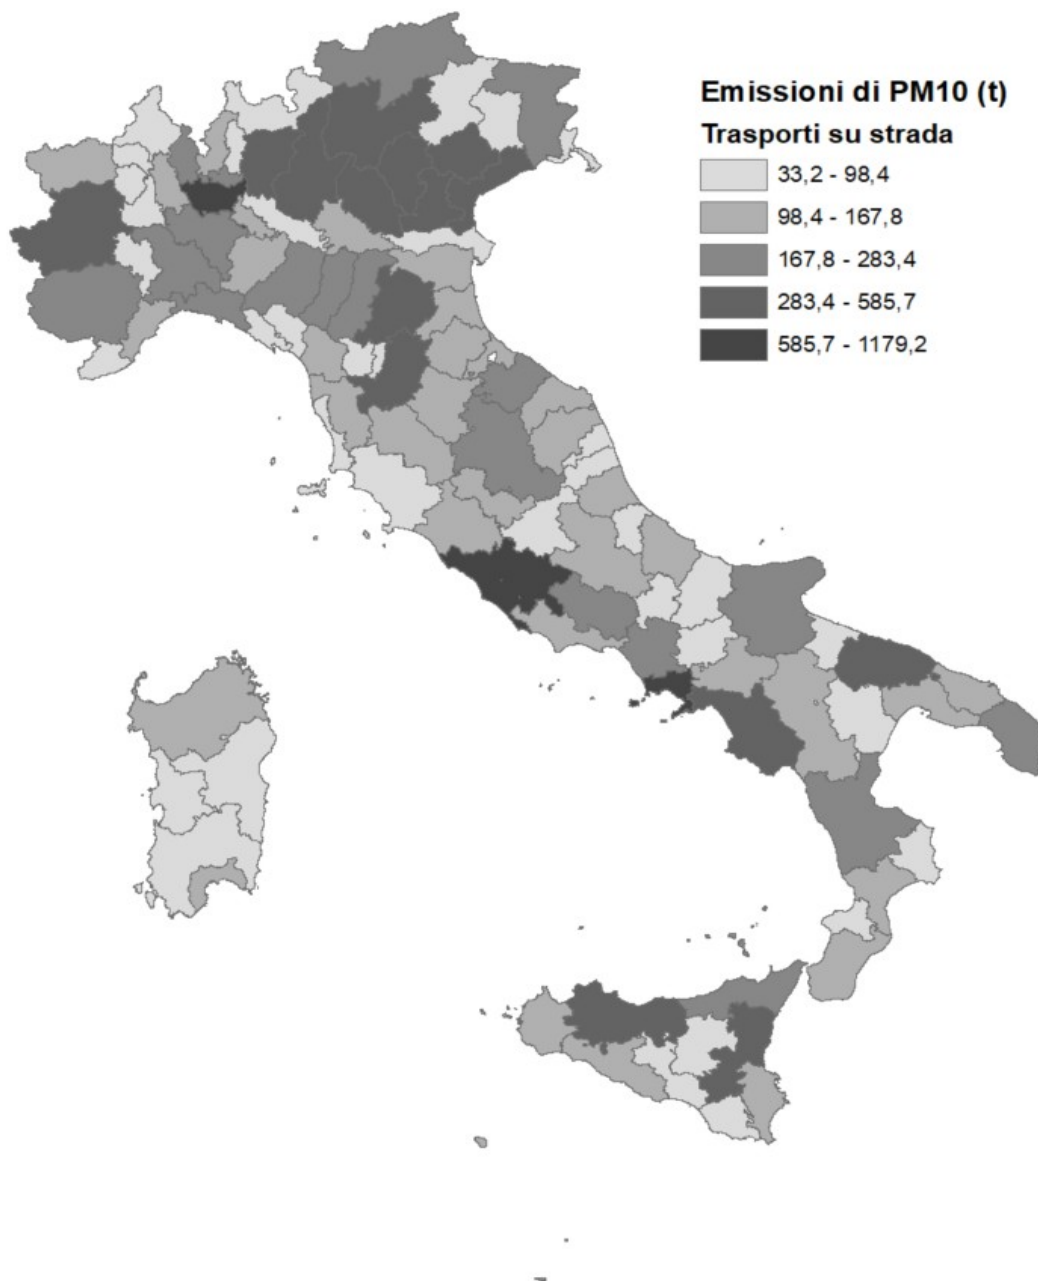 Emissioni di PM10 (t)
Trasporti su strada
33,2 - 98,4
98,4 - 167,8
167,8 - 283,4
283,4 - 585,7
585,7 - 1179,2